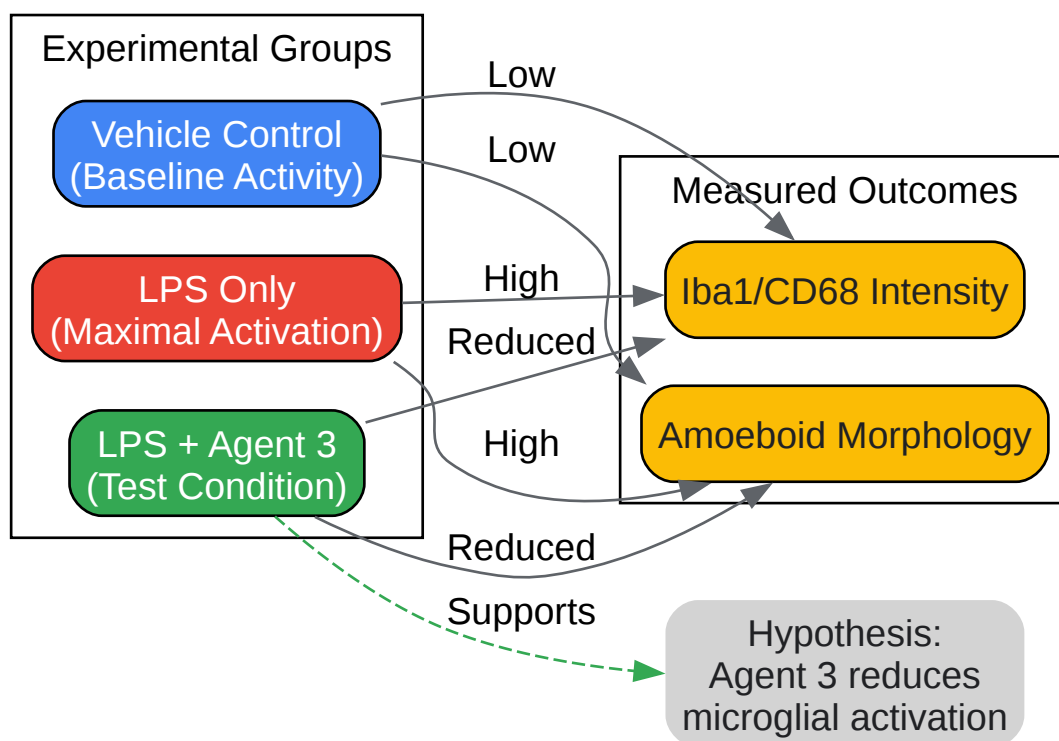 Experimental Groups
Vehicle Control
(Baseline Activity)
LPS Only
(Maximal Activation)
LPS + Agent 3
(Test Condition)
Low
Low
High
Reduced
High
Reduced
Supports
Measured Outcomes
Iba1/CD68 Intensity
Amoeboid Morphology
Hypothesis:
Agent 3 reduces
microglial activation